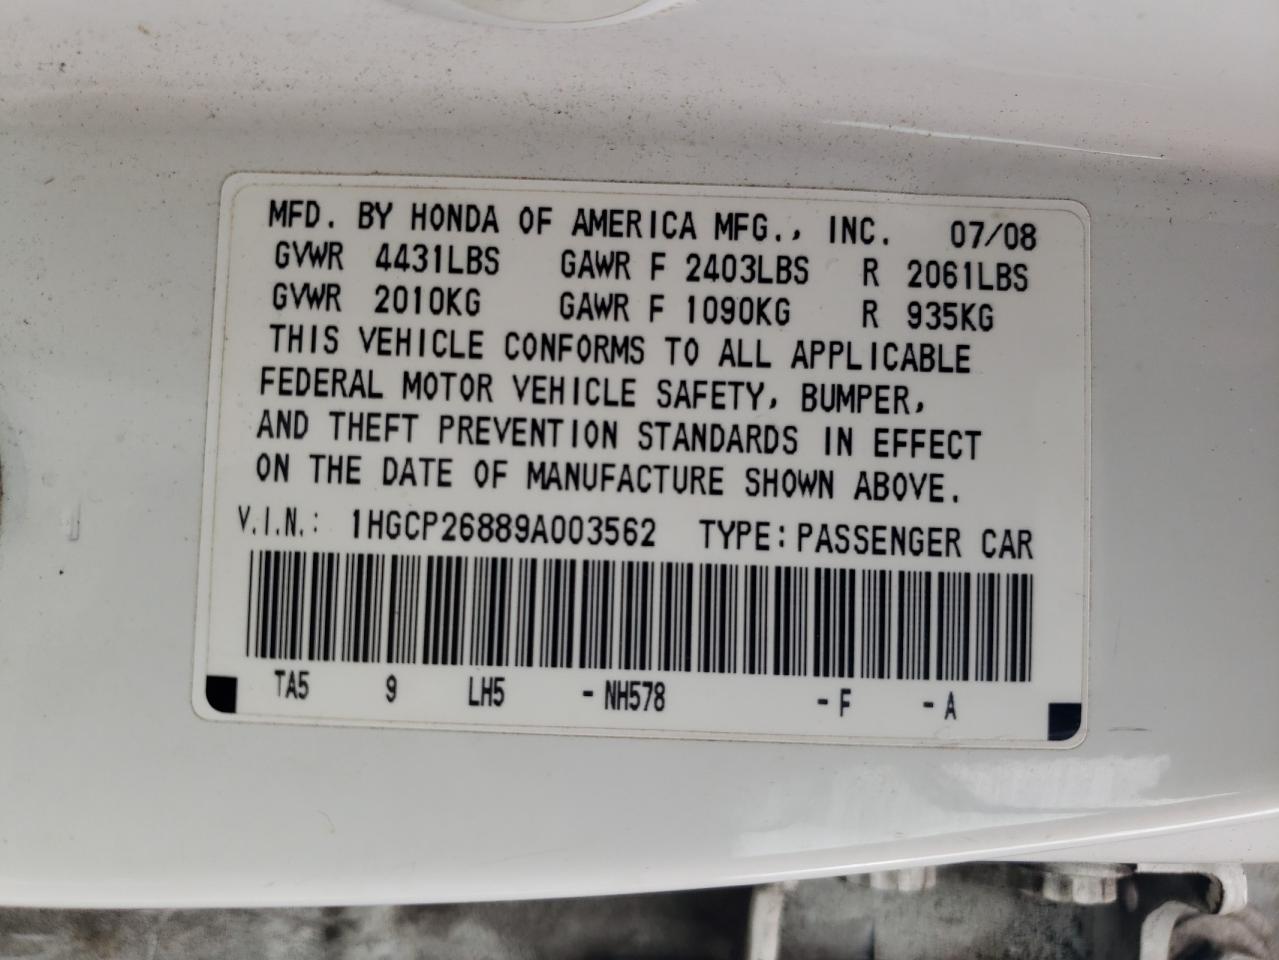 MFD. BY HONDA OF AMERICA MFG., INC. 07/08
GVWR 4431LBS GAWR F 2403LBS R 2061LBS
GVWR 2010KG GAWR F 1090KG R 935KG
THIS VEHICLE CONFORMS TO ALL APPLICABLE
FEDERAL MOTOR VEHICLE SAFETY, BUMPER,
AND THEFT PREVENTION STANDARDS IN EFFECT
ON THE DATE OF MANUFACTURE SHOWN ABOVE.
V.I.N.: 1HGCP26889A003562 TYPE: PASSENGER CAR
TA5 9 LH5 - NH578 - F - A